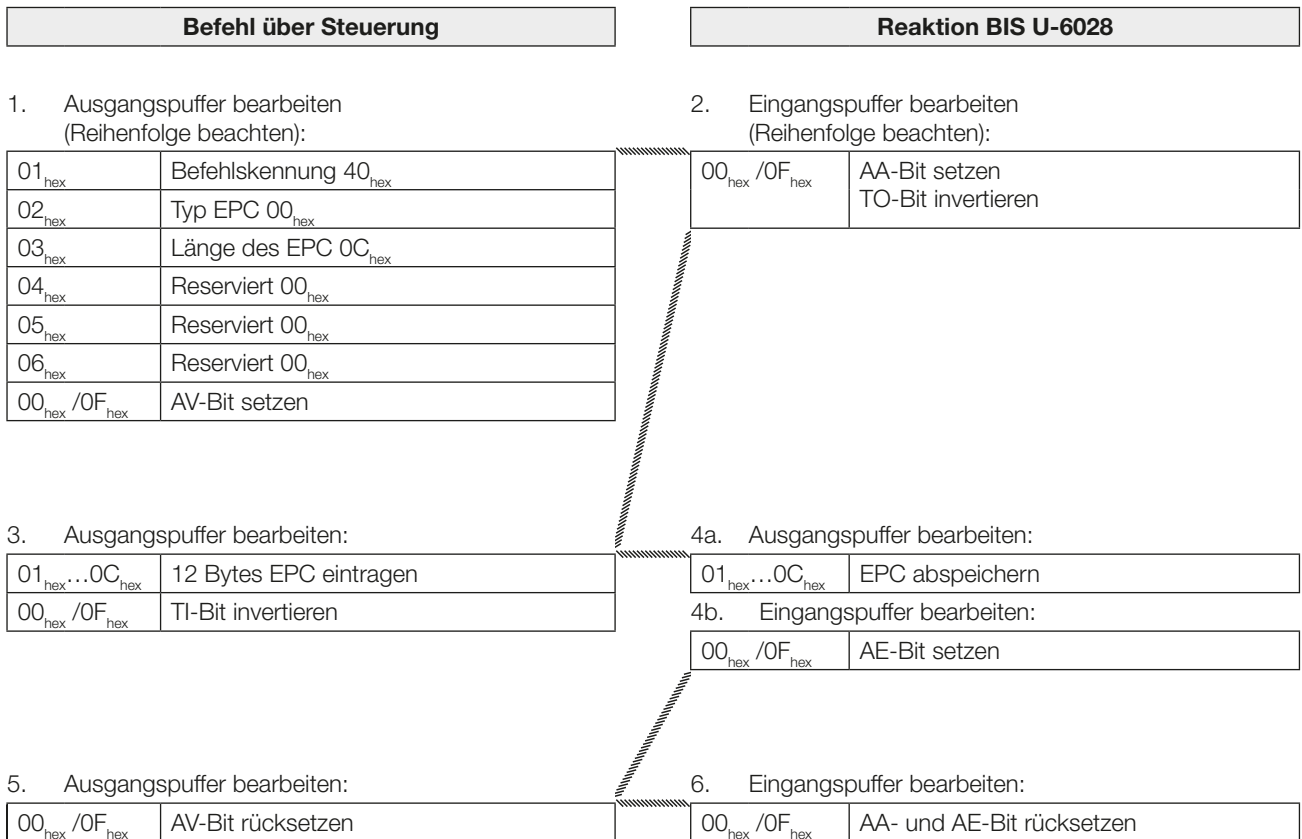 Befehl über Steuerung
Reaktion BIS U-6028
1. Ausgangspuffer bearbeiten
(Reihenfolge beachten):
2. Eingangspuffer bearbeiten
(Reihenfolge beachten):
01hex Befehlskennung 40hex
02hex Typ EPC 00hex
03hex Länge des EPC 0Chex
04hex Reserviert 00hex
05hex Reserviert 00hex
06hex Reserviert 00hex
00hex /0Fhex AV-Bit setzen
00hex /0Fhex AA-Bit setzen
TO-Bit invertieren
3. Ausgangspuffer bearbeiten:
01hex…0Chex 12 Bytes EPC eintragen
00hex /0Fhex TI-Bit invertieren
4a. Ausgangspuffer bearbeiten:
01hex…0Chex EPC abspeichern
4b. Eingangspuffer bearbeiten:
00hex /0Fhex AE-Bit setzen
5. Ausgangspuffer bearbeiten:
00hex /0Fhex AV-Bit rücksetzen
6. Eingangspuffer bearbeiten:
00hex /0Fhex AA- und AE-Bit rücksetzen